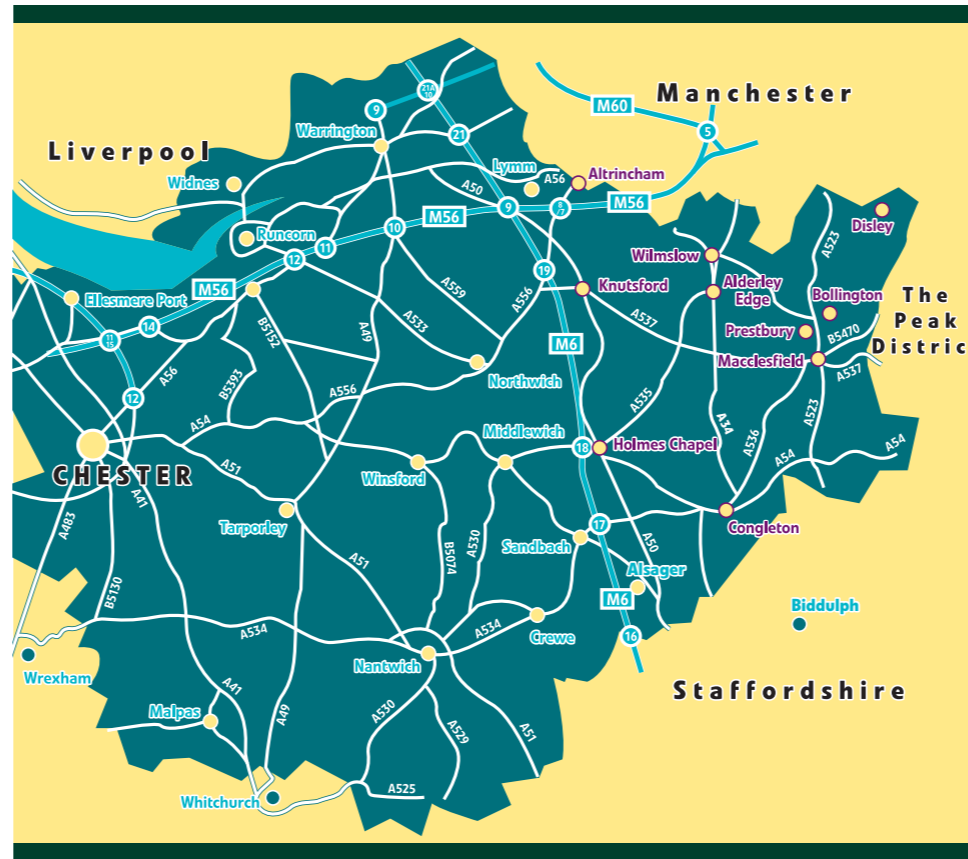 21A
10
9
M60
Manchester
5
21
Warrington
Liverpool
Lymm
A56
Altrincham
Widnes
A50
9
M56
M56
Disley
Runcorn
10
11
12
A523
Wilmslow
19
Knutsford
Alderley
Edge
Bollington
The
Peak
Distric
M56
Ellesmere Port
A559
A556
B5152
A533
A49
A537
14
11
15
M6
Prestbury
B5470
Macclesfield
A537
A56
B5393
Northwich
12
A556
A535
A523
A34
A54
A536
Middlewich
18
Holmes Chapel
A54
A54
CHESTER
A51
Winsford
A41
Tarporley
A483
17
Congleton
B5074
A530
Sandbach
A50
A51
Alsager
B5130
M6
Biddulph
A534
A534
Crewe
16
Wrexham
Nantwich
Staffordshire
A41
A49
Malpas
A530
A529
A51
Whitchurch
A525